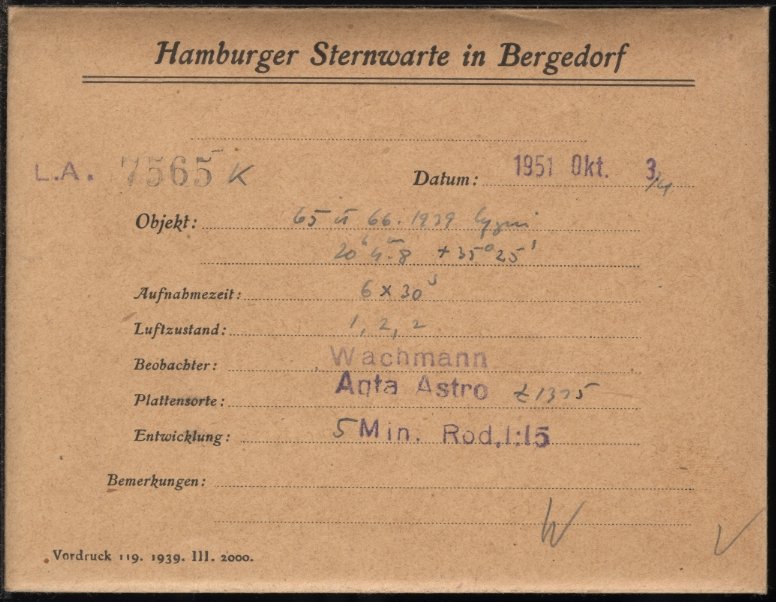 Hamburger Sternwarte in Bergedorf
L.A. 7565 K
Datum: 1951 Okt. 3./4
Objekt: 65 u 66.1939 Cygni
20ʰ 4ᵐ.8 +35° 25'
Aufnahmezeit: 6 x 30ˢ
Luftzustand: 1, 2, 2
Beobachter: Wachmann
Plattensorte: Agfa Astro
Entwicklung: 5 Min. Rod. 1:15
Bemerkungen:
W
Vordruck 119. 1939. III. 2000.